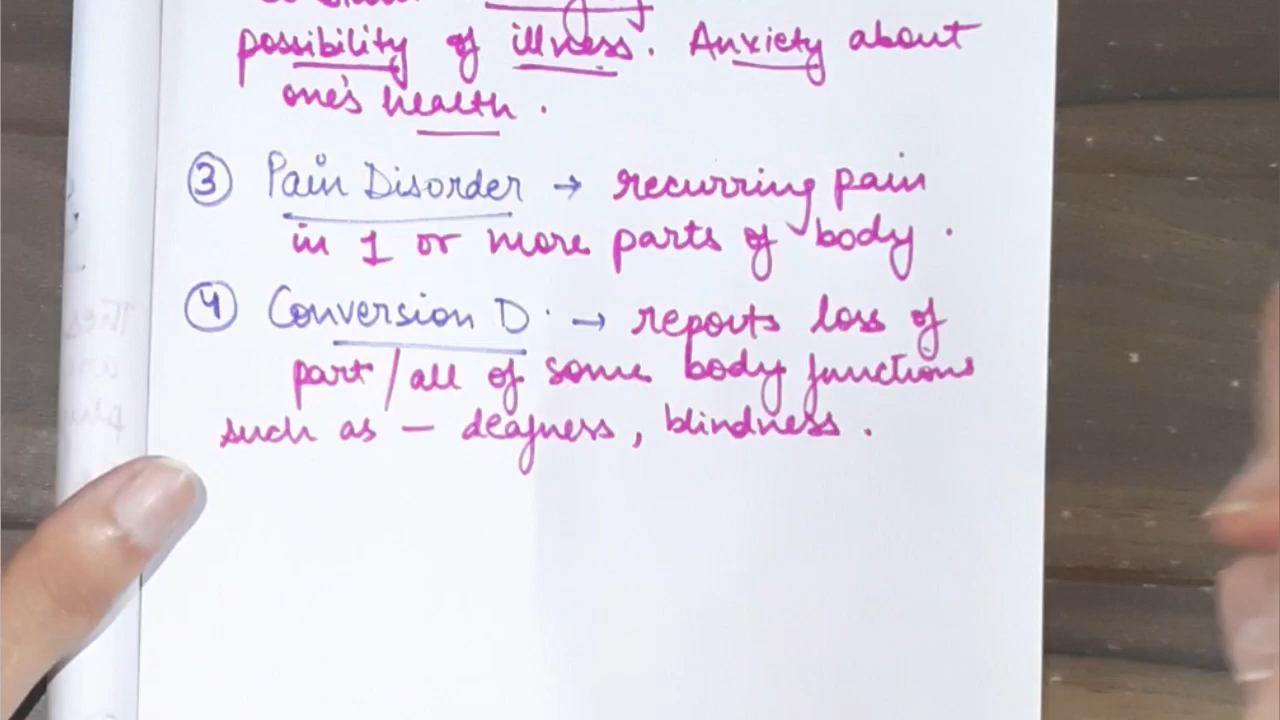 possibility of illness. Anxiety about
one's health.
③ Pain Disorder → recurring pain
in 1 or more parts of body.
④ Conversion D. → reports loss of
part/all of some body functions
such as – deafness, blindness.